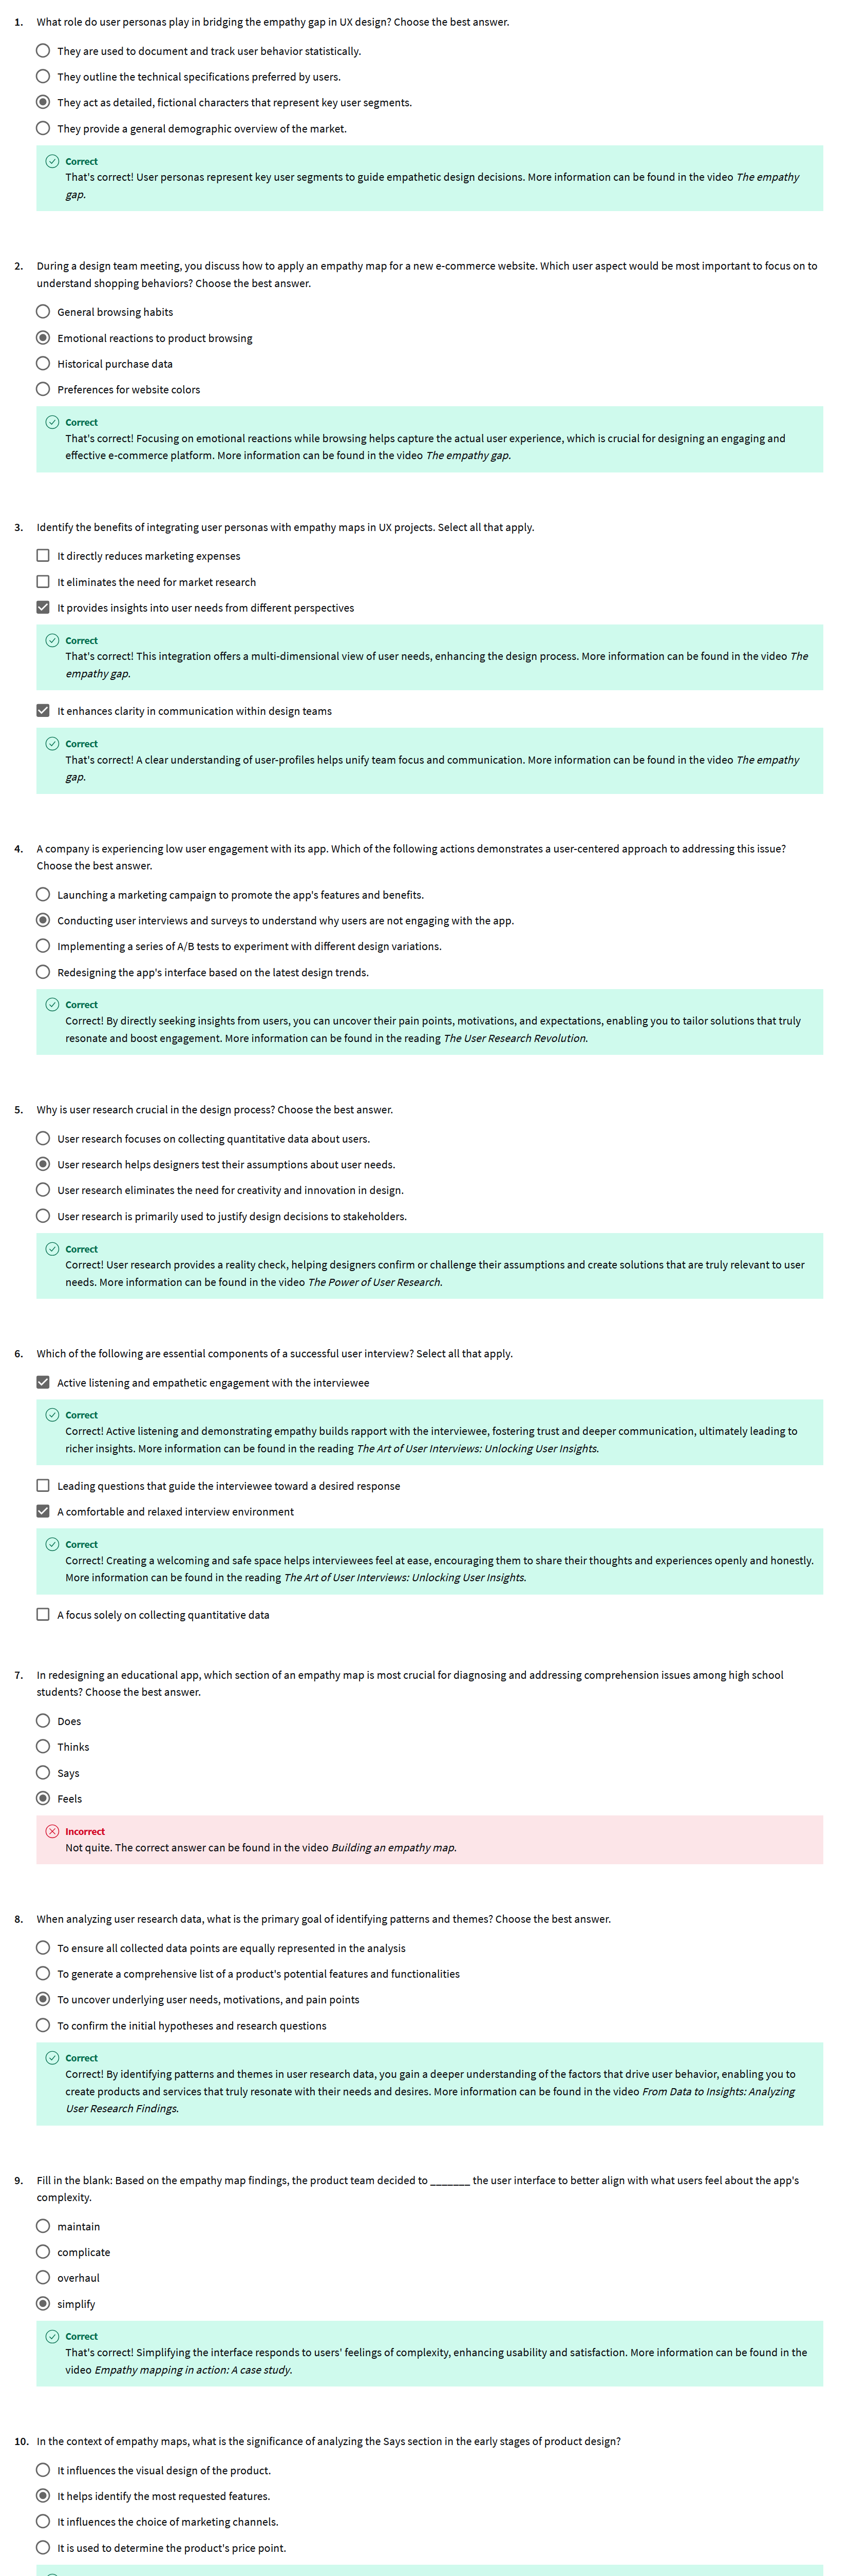 1. What role do user personas play in bridging the empathy gap in UX design? Choose the best answer.
They are used to document and track user behavior statistically.
They outline the technical specifications preferred by users.
They act as detailed, fictional characters that represent key user segments.
They provide a general demographic overview of the market.
Correct
That's correct! User personas represent key user segments to guide empathetic design decisions. More information can be found in the video The empathy
gap.
2. During a design team meeting, you discuss how to apply an empathy map for a new e-commerce website. Which user aspect would be most important to focus on to
understand shopping behaviors? Choose the best answer.
General browsing habits
Emotional reactions to product browsing
Historical purchase data
Preferences for website colors
Correct
That's correct! Focusing on emotional reactions while browsing helps capture the actual user experience, which is crucial for designing an engaging and
effective e-commerce platform. More information can be found in the video The empathy gap.
3. Identify the benefits of integrating user personas with empathy maps in UX projects. Select all that apply.
It directly reduces marketing expenses
It eliminates the need for market research
It provides insights into user needs from different perspectives
Correct
That's correct! This integration offers a multi-dimensional view of user needs, enhancing the design process. More information can be found in the video The
empathy gap.
It enhances clarity in communication within design teams
Correct
That's correct! A clear understanding of user-profiles helps unify team focus and communication. More information can be found in the video The empathy
gap.
4. A company is experiencing low user engagement with its app. Which of the following actions demonstrates a user-centered approach to addressing this issue?
Choose the best answer.
Launching a marketing campaign to promote the app's features and benefits.
Conducting user interviews and surveys to understand why users are not engaging with the app.
Implementing a series of A/B tests to experiment with different design variations.
Redesigning the app's interface based on the latest design trends.
Correct
Correct! By directly seeking insights from users, you can uncover their pain points, motivations, and expectations, enabling you to tailor solutions that truly
resonate and boost engagement. More information can be found in the reading The User Research Revolution.
5. Why is user research crucial in the design process? Choose the best answer.
User research focuses on collecting quantitative data about users.
User research helps designers test their assumptions about user needs.
User research eliminates the need for creativity and innovation in design.
User research is primarily used to justify design decisions to stakeholders.
Correct
Correct! User research provides a reality check, helping designers confirm or challenge their assumptions and create solutions that are truly relevant to user
needs. More information can be found in the video The Power of User Research.
6. Which of the following are essential components of a successful user interview? Select all that apply.
Active listening and empathetic engagement with the interviewee
Correct
Correct! Active listening and demonstrating empathy builds rapport with the interviewee, fostering trust and deeper communication, ultimately leading to
richer insights. More information can be found in the reading The Art of User Interviews: Unlocking User Insights.
Leading questions that guide the interviewee toward a desired response
A comfortable and relaxed interview environment
Correct
Correct! Creating a welcoming and safe space helps interviewees feel at ease, encouraging them to share their thoughts and experiences openly and honestly.
More information can be found in the reading The Art of User Interviews: Unlocking User Insights.
A focus solely on collecting quantitative data
7. In redesigning an educational app, which section of an empathy map is most crucial for diagnosing and addressing comprehension issues among high school
students? Choose the best answer.
Does
Thinks
Says
Feels
Incorrect
Not quite. The correct answer can be found in the video Building an empathy map.
8. When analyzing user research data, what is the primary goal of identifying patterns and themes? Choose the best answer.
To ensure all collected data points are equally represented in the analysis
To generate a comprehensive list of a product's potential features and functionalities
To uncover underlying user needs, motivations, and pain points
To confirm the initial hypotheses and research questions
Correct
Correct! By identifying patterns and themes in user research data, you gain a deeper understanding of the factors that drive user behavior, enabling you to
create products and services that truly resonate with their needs and desires. More information can be found in the video From Data to Insights: Analyzing
User Research Findings.
9. Fill in the blank: Based on the empathy map findings, the product team decided to _______ the user interface to better align with what users feel about the app's
complexity.
maintain
complicate
overhaul
simplify
Correct
That's correct! Simplifying the interface responds to users' feelings of complexity, enhancing usability and satisfaction. More information can be found in the
video Empathy mapping in action: A case study.
10. In the context of empathy maps, what is the significance of analyzing the Says section in the early stages of product design?
It influences the visual design of the product.
It helps identify the most requested features.
It influences the choice of marketing channels.
It is used to determine the product's price point.